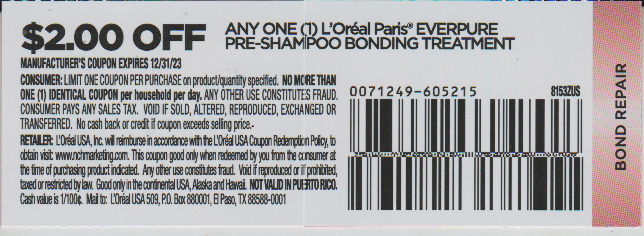 $2.00 OFF
ANY ONE (1) L'Oréal Paris® EVERPURE
PRE-SHAMPOO BONDING TREATMENT
MANUFACTURER'S COUPON EXPIRES 12/31/23
CONSUMER: LIMIT ONE COUPON PER PURCHASE on product/quantity specified. NO MORE THAN
ONE (1) IDENTICAL COUPON per household per day. ANY OTHER USE CONSTITUTES FRAUD.
CONSUMER PAYS ANY SALES TAX. VOID IF SOLD, ALTERED, REPRODUCED, EXCHANGED OR
TRANSFERRED. No cash back or credit if coupon exceeds selling price.
RETAILER: L'Oréal USA, Inc. will reimburse in accordance with the L'Oréal USA Coupon Redemption Policy, to
obtain visit: www.nchmarketing.com. This coupon good only when redeemed by you from the consumer at
the time of purchasing product indicated. Any other use constitutes fraud. Void if reproduced or if prohibited,
taxed or restricted by law. Good only in the continental USA, Alaska and Hawaii. NOT VALID IN PUERTO RICO.
Cash value is 1/100¢. Mail to: L'Oréal USA 509, P.O. Box 880001, El Paso, TX 88588-0001
0071249-605215
8153ZUS
BOND REPAIR